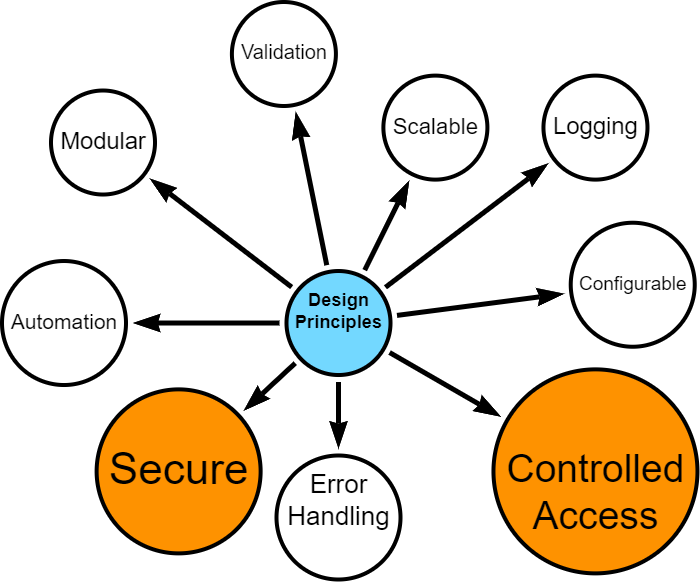 Validation
Scalable
Logging
Modular
Configurable
Design
Principles
Automation
Secure
Controlled
Access
Error
Handling